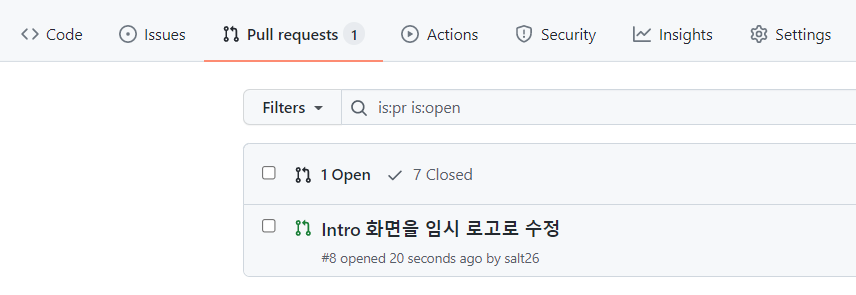 Code Issues Pull requests 1 Actions Security Insights Settings
Filters is:pr is:open
1 Open 7 Closed
Intro 화면을 임시 로고로 수정
#8 opened 20 seconds ago by salt26